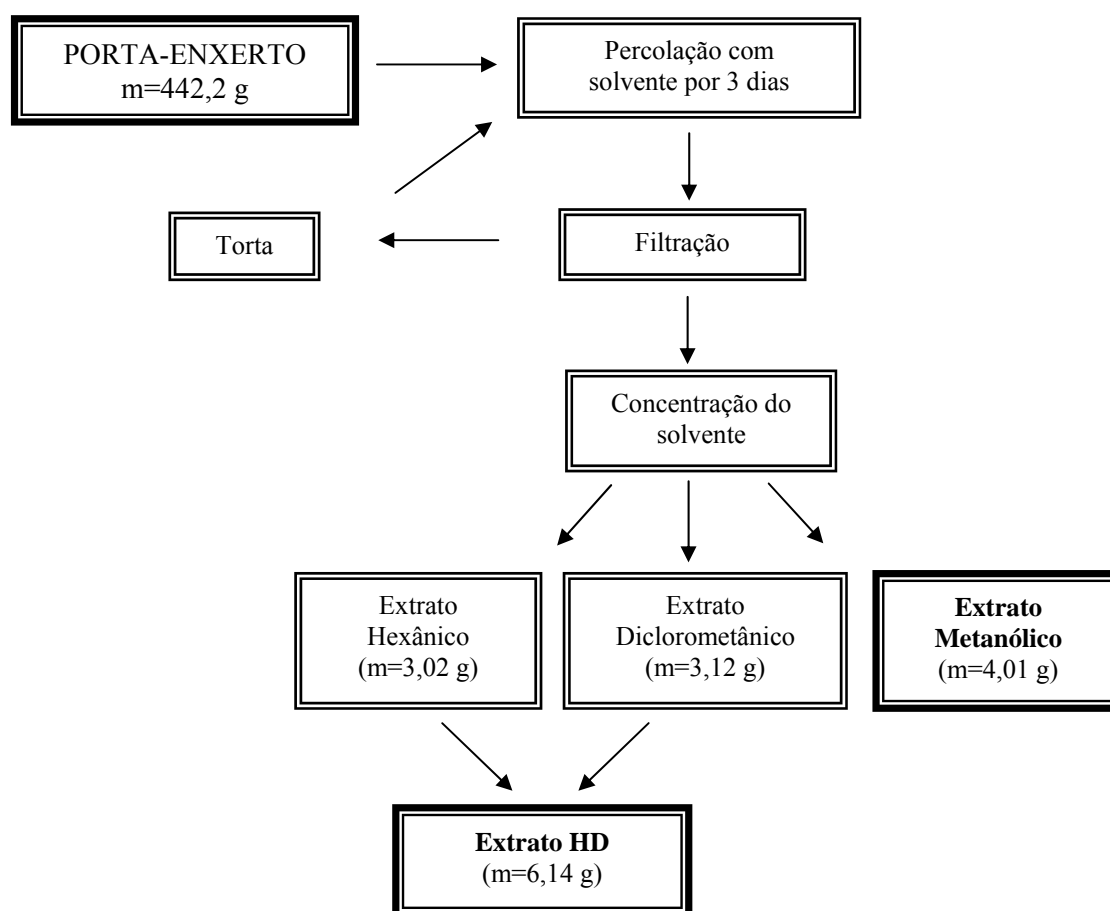 PORTA-ENXERTO
m=442,2 g
Percolação com
solvente por 3 dias
Torta
Filtração
Concentração do
solvente
Extrato
Hexânico
(m=3,02 g)
Extrato
Diclorometânico
(m=3,12 g)
Extrato
Metanólico
(m=4,01 g)
Extrato HD
(m=6,14 g)